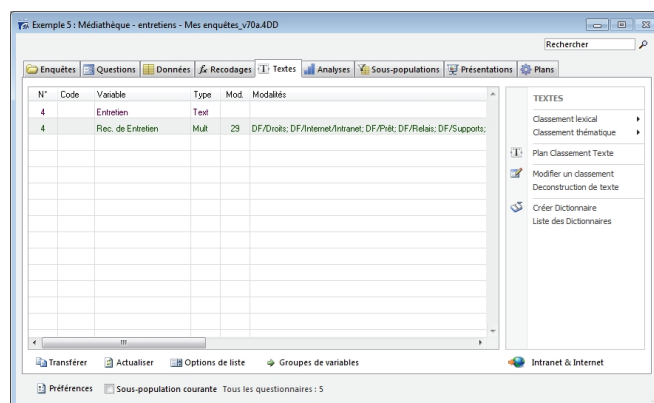 Exemple 5 : Médiathèque - entretiens - Mes enquêtes_v70a.4DD
Rechercher
Enquêtes Questions Données fx Recodages Textes Analyses Sous-populations Présentations Plans
N° Code Variable Type Mod. Modalités
4 Entretien Text
4 Rec. de Entretien Mult 29 DF/Droits; DF/Internet/Intranet; DF/Prêt; DF/Relais; DF/Supports;
TEXTES
Classement lexical
Classement thématique
Plan Classement Texte
Modifier un classement
Deconstruction de texte
Créer Dictionnaire
Liste des Dictionnaires
Transférer Actualiser Options de liste Groupes de variables Intranet & Internet
Préférences Sous-population courante Tous les questionnaires : 5